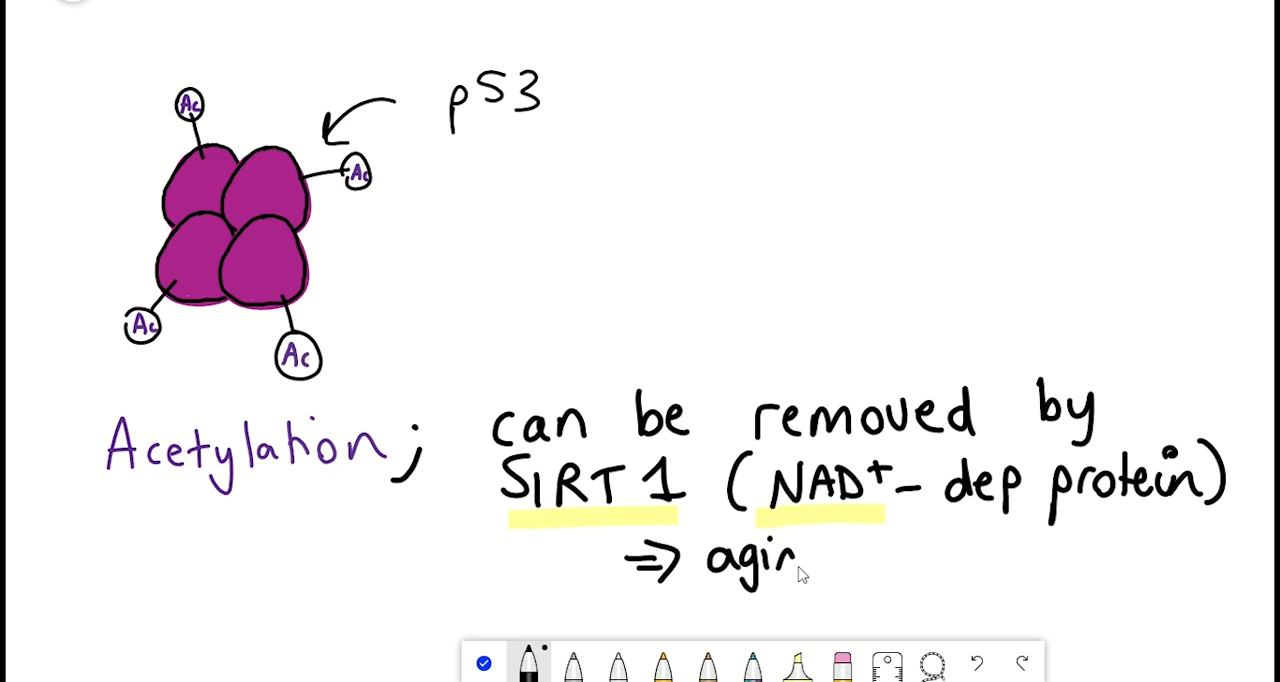 Ac
p53
Ac
Ac
Ac
Acetylation; can be removed by
SIRT1 (NAD+- dep protein)
=> agin